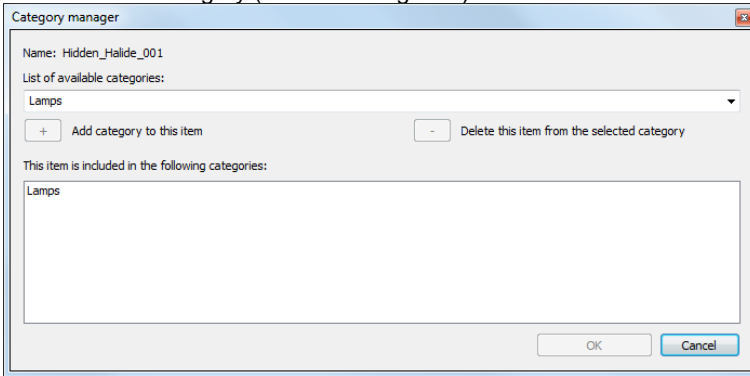 Category manager
Name: Hidden_Halide_001
List of available categories:
Lamps
+ Add category to this item - Delete this item from the selected category
This item is included in the following categories:
Lamps
OK Cancel